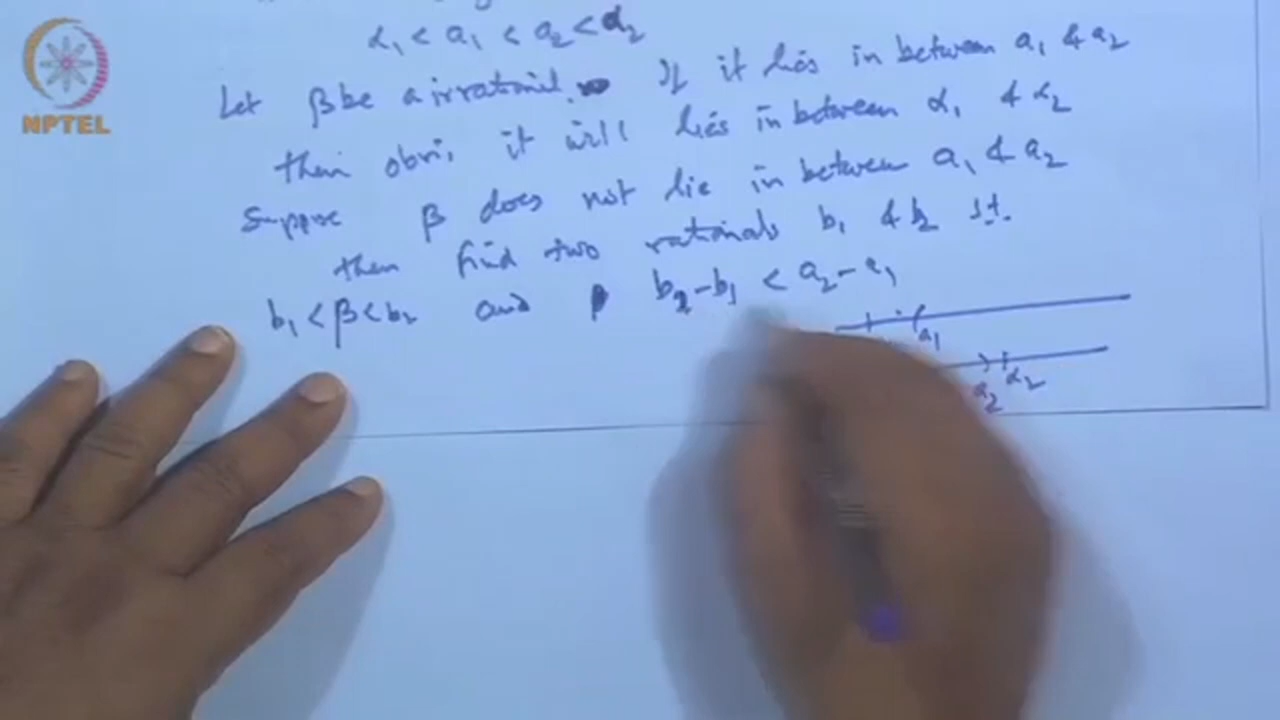 α₁ < a₁ < a₂ < α₂
Let β be a irrational. If it lies in between a₁ & a₂
then obvi, it will lies in between α₁ & α₂
Suppose β does not lie in between a₁ & a₂
then find two rationals b₁ & b₂ s.t.
b₁ < β < b₂ and b₂ - b₁ < a₂ - a₁
a₁
a₂ α₂
NPTEL